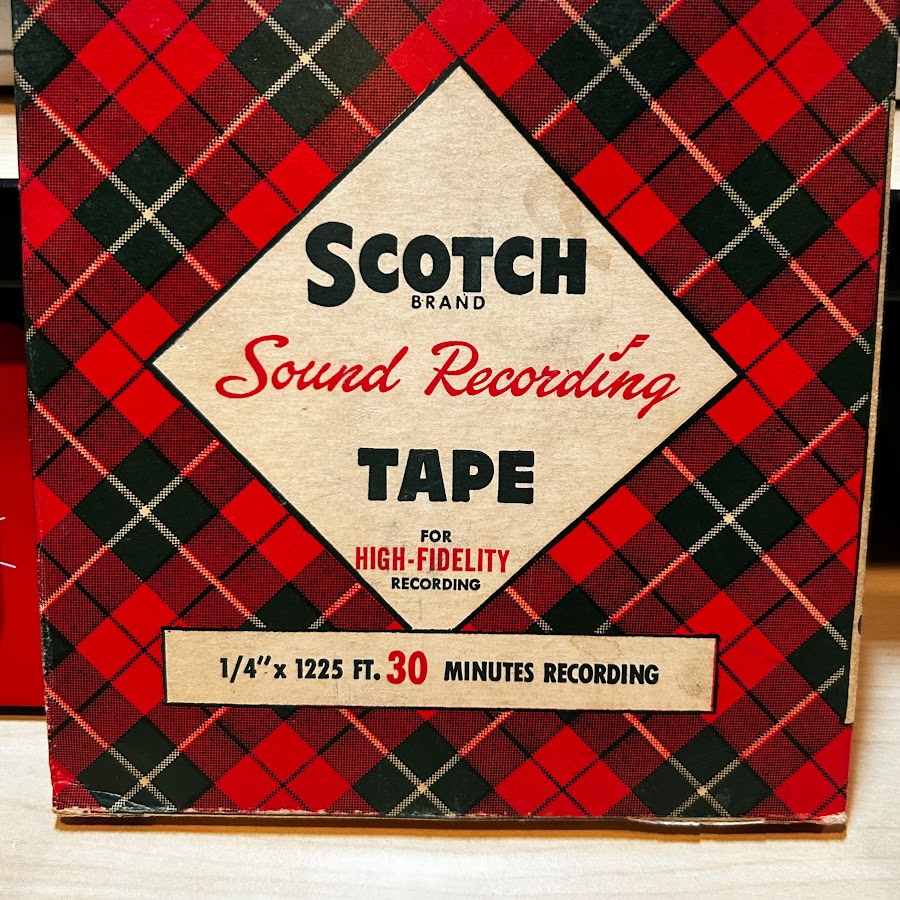 SCOTCH
BRAND
Sound Recording
TAPE
FOR
HIGH-FIDELITY
RECORDING
1/4" x 1225 FT. 30 MINUTES RECORDING